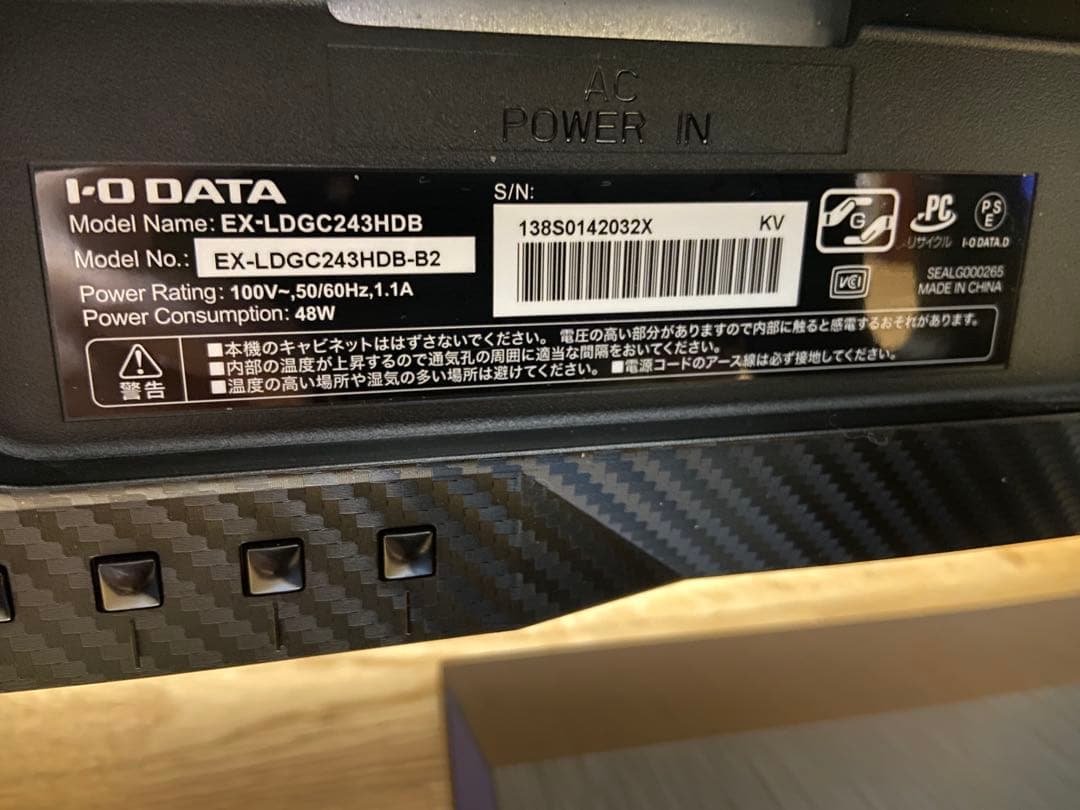 AC
POWER IN
I-O DATA
Model Name: EX-LDGC243HDB
Model No.: EX-LDGC243HDB-B2
Power Rating: 100V~,50/60Hz,1.1A
Power Consumption: 48W
S/N:
138S0142032X KV
G
PC
リサイクル
PSE
I-O DATA.D
VCI
SEALG000265
MADE IN CHINA
警告
■本機のキャビネットははずさないでください。 電圧の高い部分がありますので内部に触ると感電するおそれがあります。
■内部の温度が上昇するので通気孔の周囲に適当な間隔をおいてください。
■温度の高い場所や湿気の多い場所は避けてください。 ■電源コードのアース線は必ず接地してください。